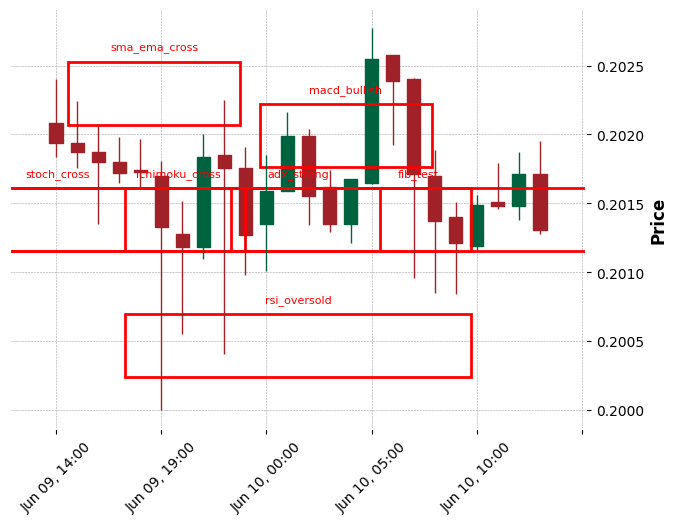 sma_ema_cross
macd_bullish
stoch_cross
ichimoku_cross
adx_strong
fib_test
rsi_oversold
0.2025
0.2020
0.2015
0.2010
0.2005
0.2000
Price
Jun 09, 14:00
Jun 09, 19:00
Jun 10, 00:00
Jun 10, 05:00
Jun 10, 10:00